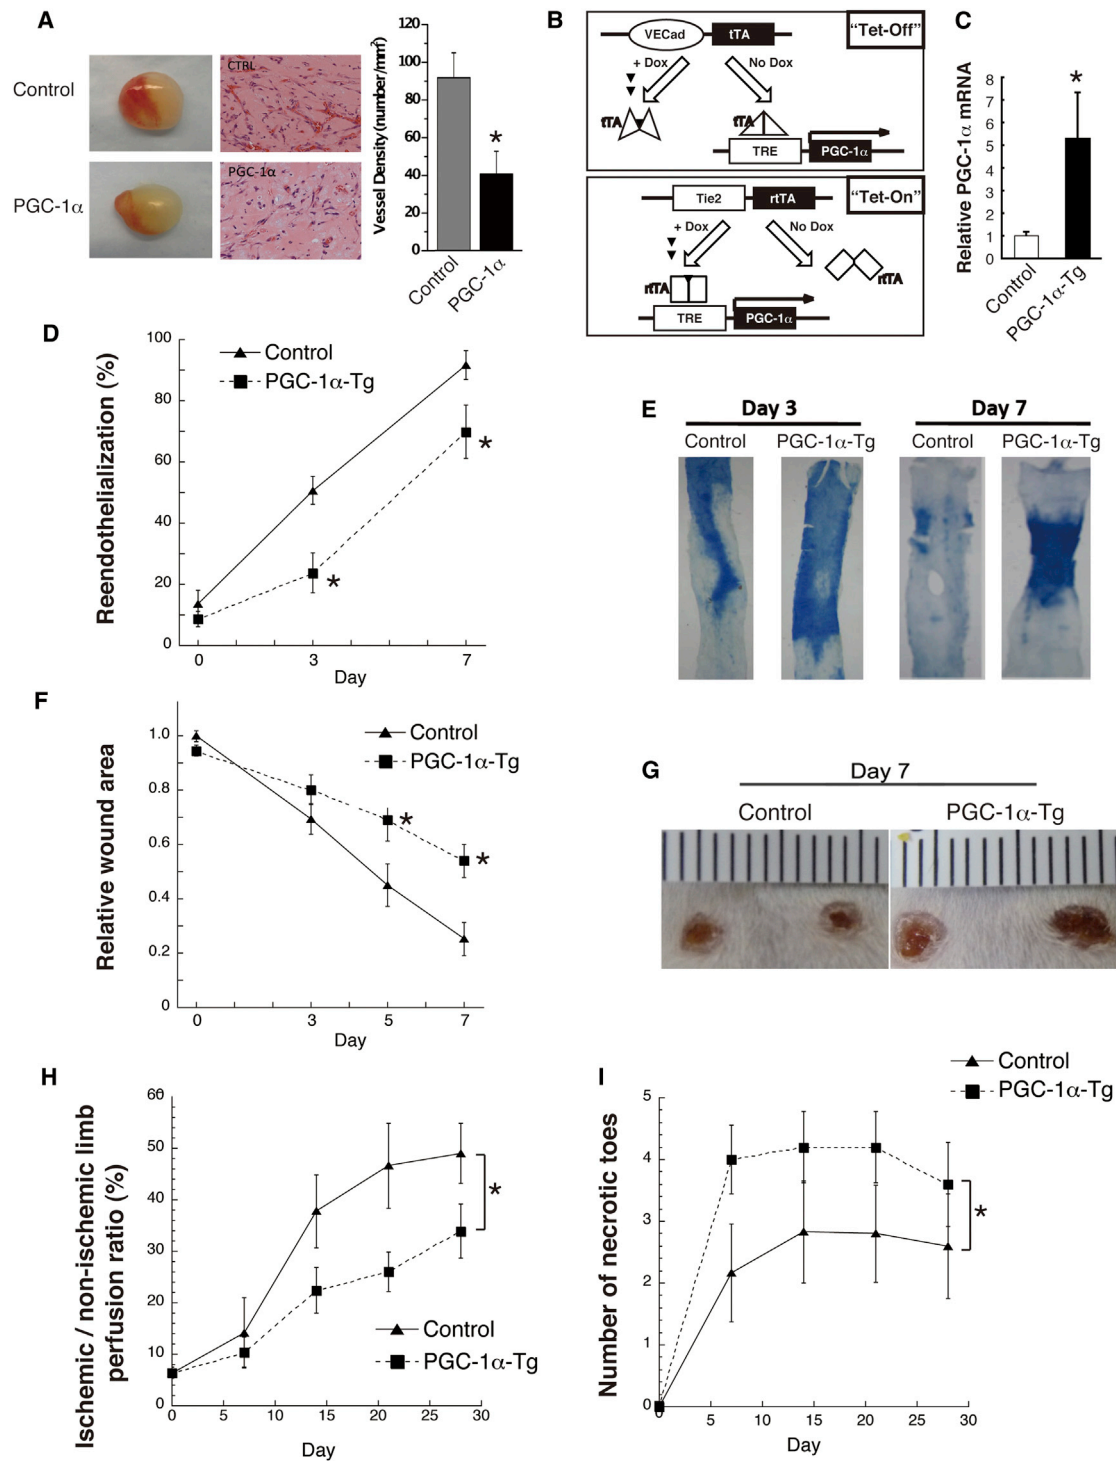 A
Control
PGC-1α
CTRL
PGC-1α
Vessel Density (number/mm²)
120
100
80
60
40
20
0
*
Control
PGC-1α
B
VECad
tTA
“Tet-Off”
+ Dox
No Dox
tTA
tTA
TRE
PGC-1α
Tie2
rtTA
“Tet-On”
+ Dox
No Dox
rtTA
rtTA
TRE
PGC-1α
C
Relative PGC-1α mRNA
8
7
6
5
4
5
2
1
0
*
Control
PGC-1α-Tg
D
Reendothelialization (%)
100
80
60
40
20
0
Control
PGC-1α-Tg
*
*
0
3
7
Day
E
Day 3
Day 7
Control
PGC-1α-Tg
Control
PGC-1α-Tg
F
Relative wound area
1.0
0.8
0.6
0.4
0.2
0
Control
PGC-1α-Tg
*
*
0
3
5
7
Day
G
Day 7
Control
PGC-1α-Tg
H
Ischemic / non-ischemic limb
perfusion ratio (%)
60
50
40
30
20
10
0
*
Control
PGC-1α-Tg
0
5
10
15
20
25
30
Day
I
Control
PGC-1α-Tg
Number of necrotic toes
5
4
3
2
1
0
*
0
5
10
15
20
25
30
Day